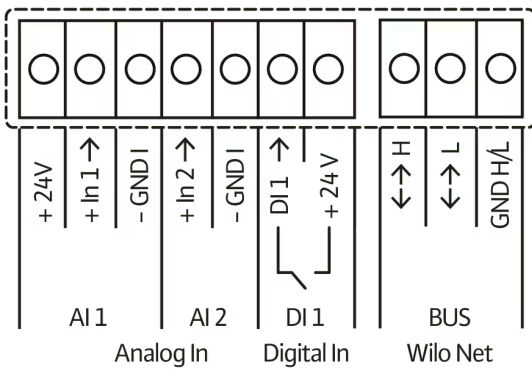 + 24V
+ In 1 →
- GND I
+ In 2 →
- GND I
DI 1 →
+ 24 V
<--> H
<--> L
GND H/L
AI 1 AI 2 DI 1 BUS
Analog In Digital In Wilo Net